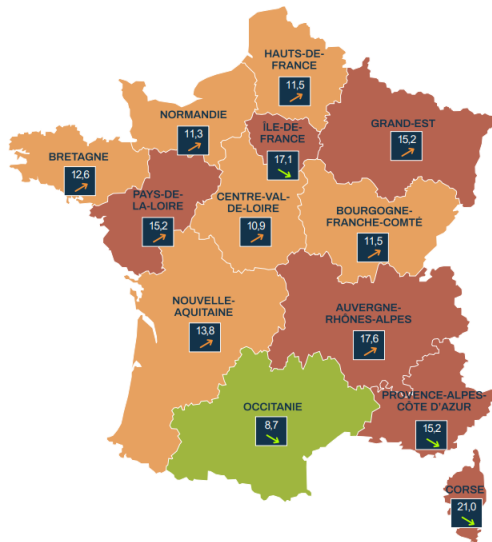 HAUTS-DE-
FRANCE
11,5
NORMANDIE
11,3
ÎLE-DE-
FRANCE
17,1
GRAND-EST
15,2
BRETAGNE
12,6
PAYS-DE-
LA-LOIRE
15,2
CENTRE-VAL-
DE-LOIRE
10,9
BOURGOGNE-
FRANCHE-COMTÉ
11,5
NOUVELLE-
AQUITAINE
13,8
AUVERGNE-
RHÔNES-ALPES
17,6
OCCITANIE
8,7
PROVENCE-ALPES-
CÔTE D'AZUR
15,2
CORSE
21,0